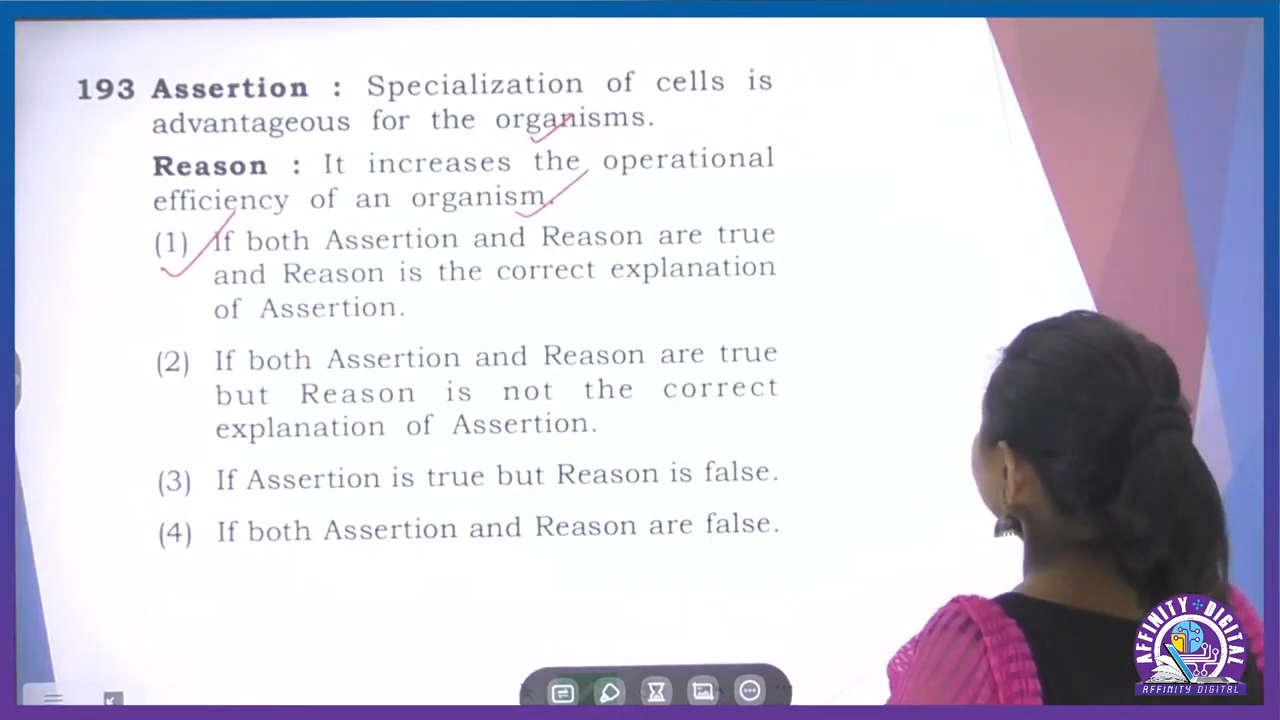 193 Assertion : Specialization of cells is
advantageous for the organisms.
Reason : It increases the operational
efficiency of an organism.
(1) If both Assertion and Reason are true
and Reason is the correct explanation
of Assertion.
(2) If both Assertion and Reason are true
but Reason is not the correct
explanation of Assertion.
(3) If Assertion is true but Reason is false.
(4) If both Assertion and Reason are false.
AFFINITY DIGITAL
AFFINITY DIGITAL